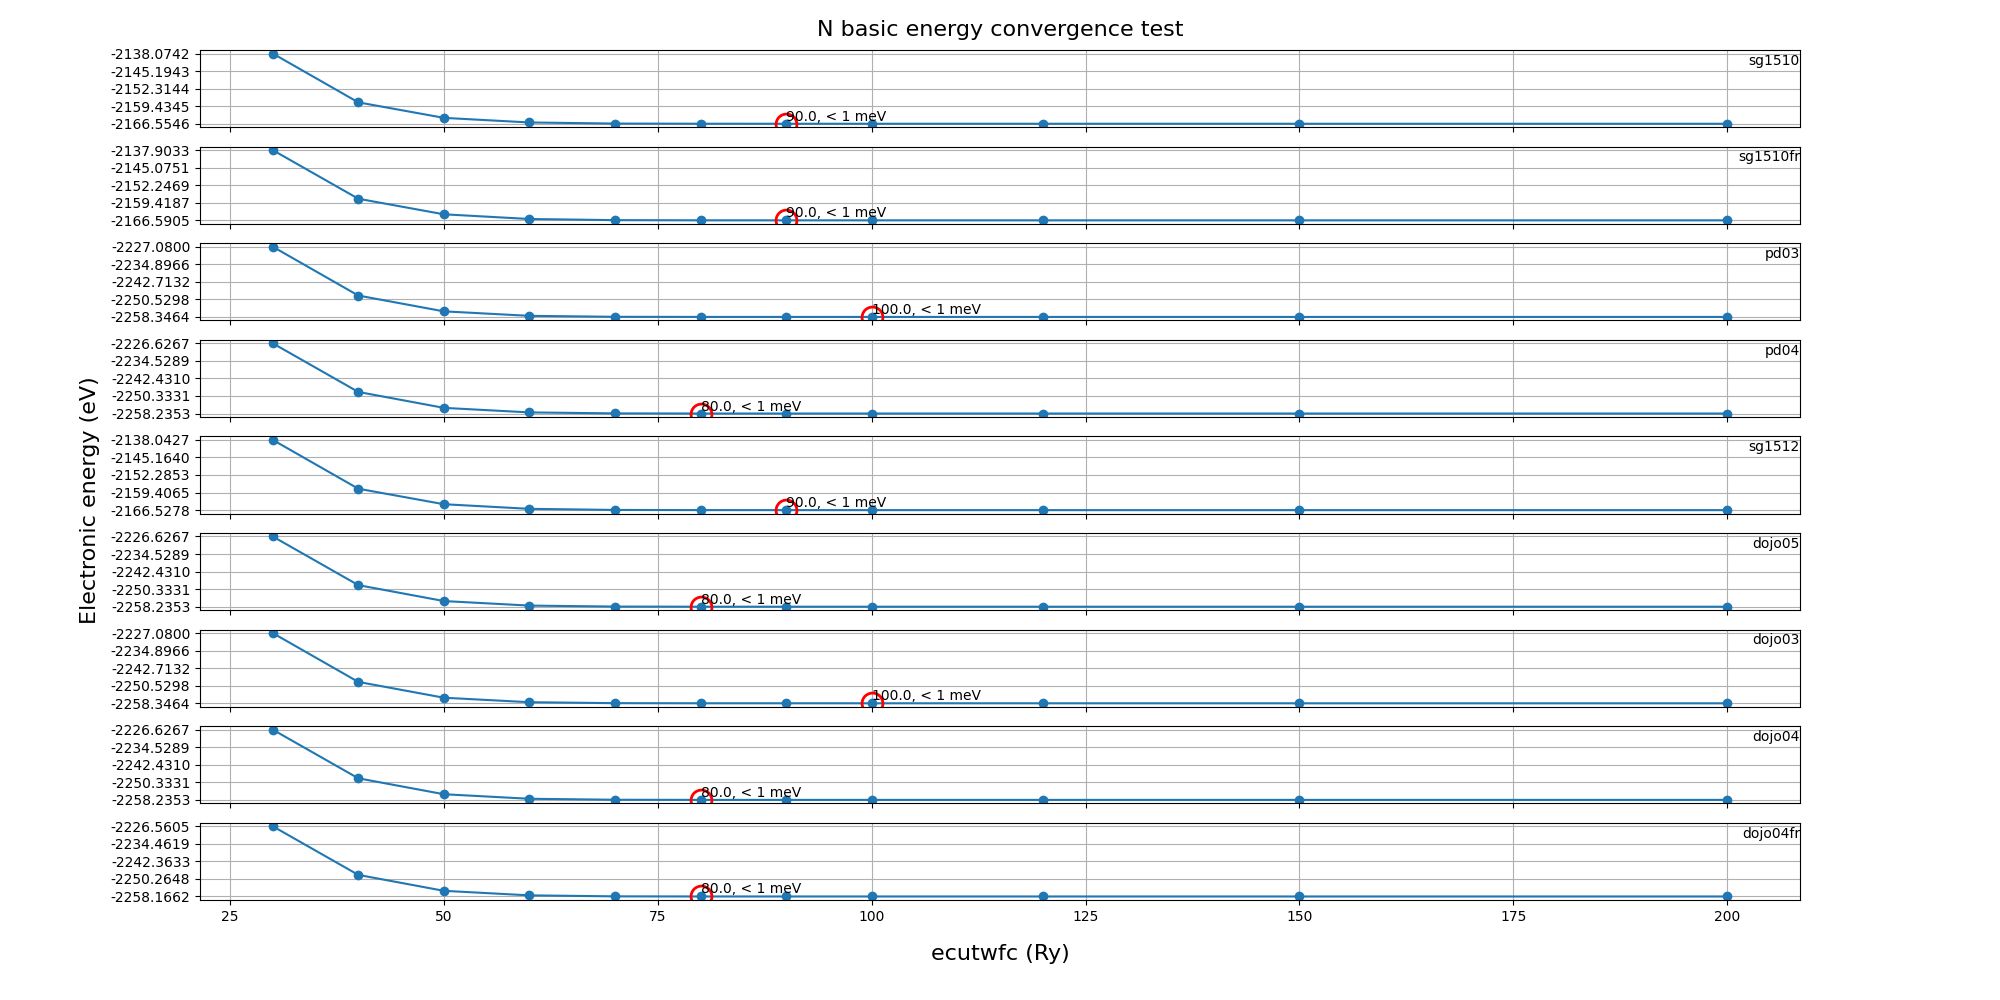 N basic energy convergence test
-2138.0742
-2145.1943
-2152.3144
-2159.4345
-2166.5546
sg1510
90.0, < 1 meV
-2137.9033
-2145.0751
-2152.2469
-2159.4187
-2166.5905
sg1510fr
90.0, < 1 meV
-2227.0800
-2234.8966
-2242.7132
-2250.5298
-2258.3464
pd03
100.0, < 1 meV
-2226.6267
-2234.5289
-2242.4310
-2250.3331
-2258.2353
pd04
80.0, < 1 meV
-2138.0427
-2145.1640
-2152.2853
-2159.4065
-2166.5278
sg1512
90.0, < 1 meV
-2226.6267
-2234.5289
-2242.4310
-2250.3331
-2258.2353
dojo05
80.0, < 1 meV
-2227.0800
-2234.8966
-2242.7132
-2250.5298
-2258.3464
dojo03
100.0, < 1 meV
-2226.6267
-2234.5289
-2242.4310
-2250.3331
-2258.2353
dojo04
80.0, < 1 meV
-2226.5605
-2234.4619
-2242.3633
-2250.2648
-2258.1662
dojo04fr
80.0, < 1 meV
25 50 75 100 125 150 175 200
ecutwfc (Ry)
Electronic energy (eV)